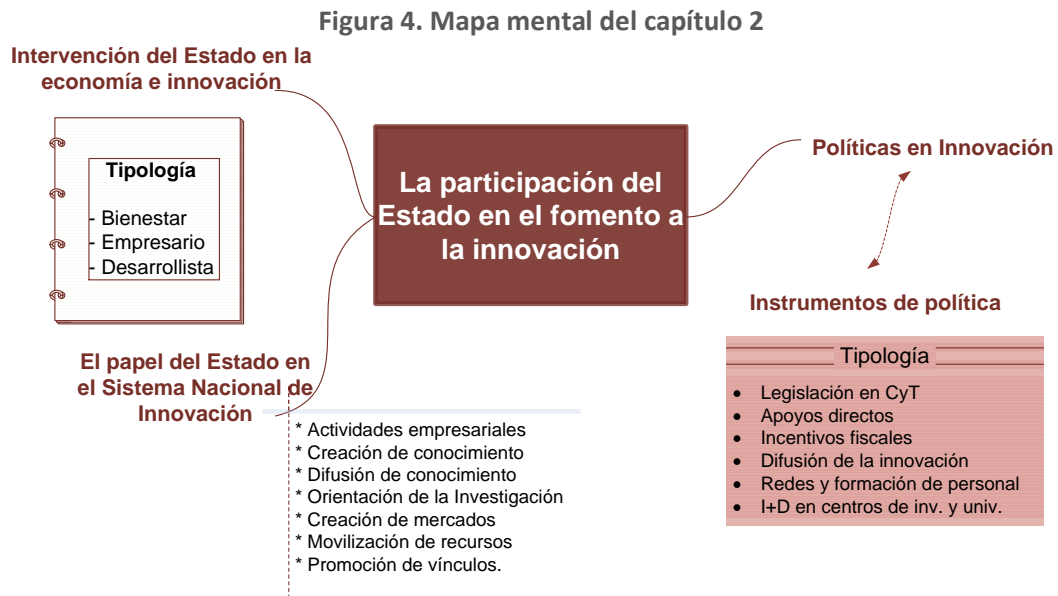 Figura 4. Mapa mental del capítulo 2
Intervención del Estado en la
economía e innovación
Tipología
- Bienestar
- Empresario
- Desarrollista
La participación del
Estado en el fomento a
la innovación
Políticas en Innovación
Instrumentos de política
Tipología
• Legislación en CyT
• Apoyos directos
• Incentivos fiscales
• Difusión de la innovación
• Redes y formación de personal
• I+D en centros de inv. y univ.
El papel del Estado en
el Sistema Nacional de
Innovación
* Actividades empresariales
* Creación de conocimiento
* Difusión de conocimiento
* Orientación de la Investigación
* Creación de mercados
* Movilización de recursos
* Promoción de vínculos.